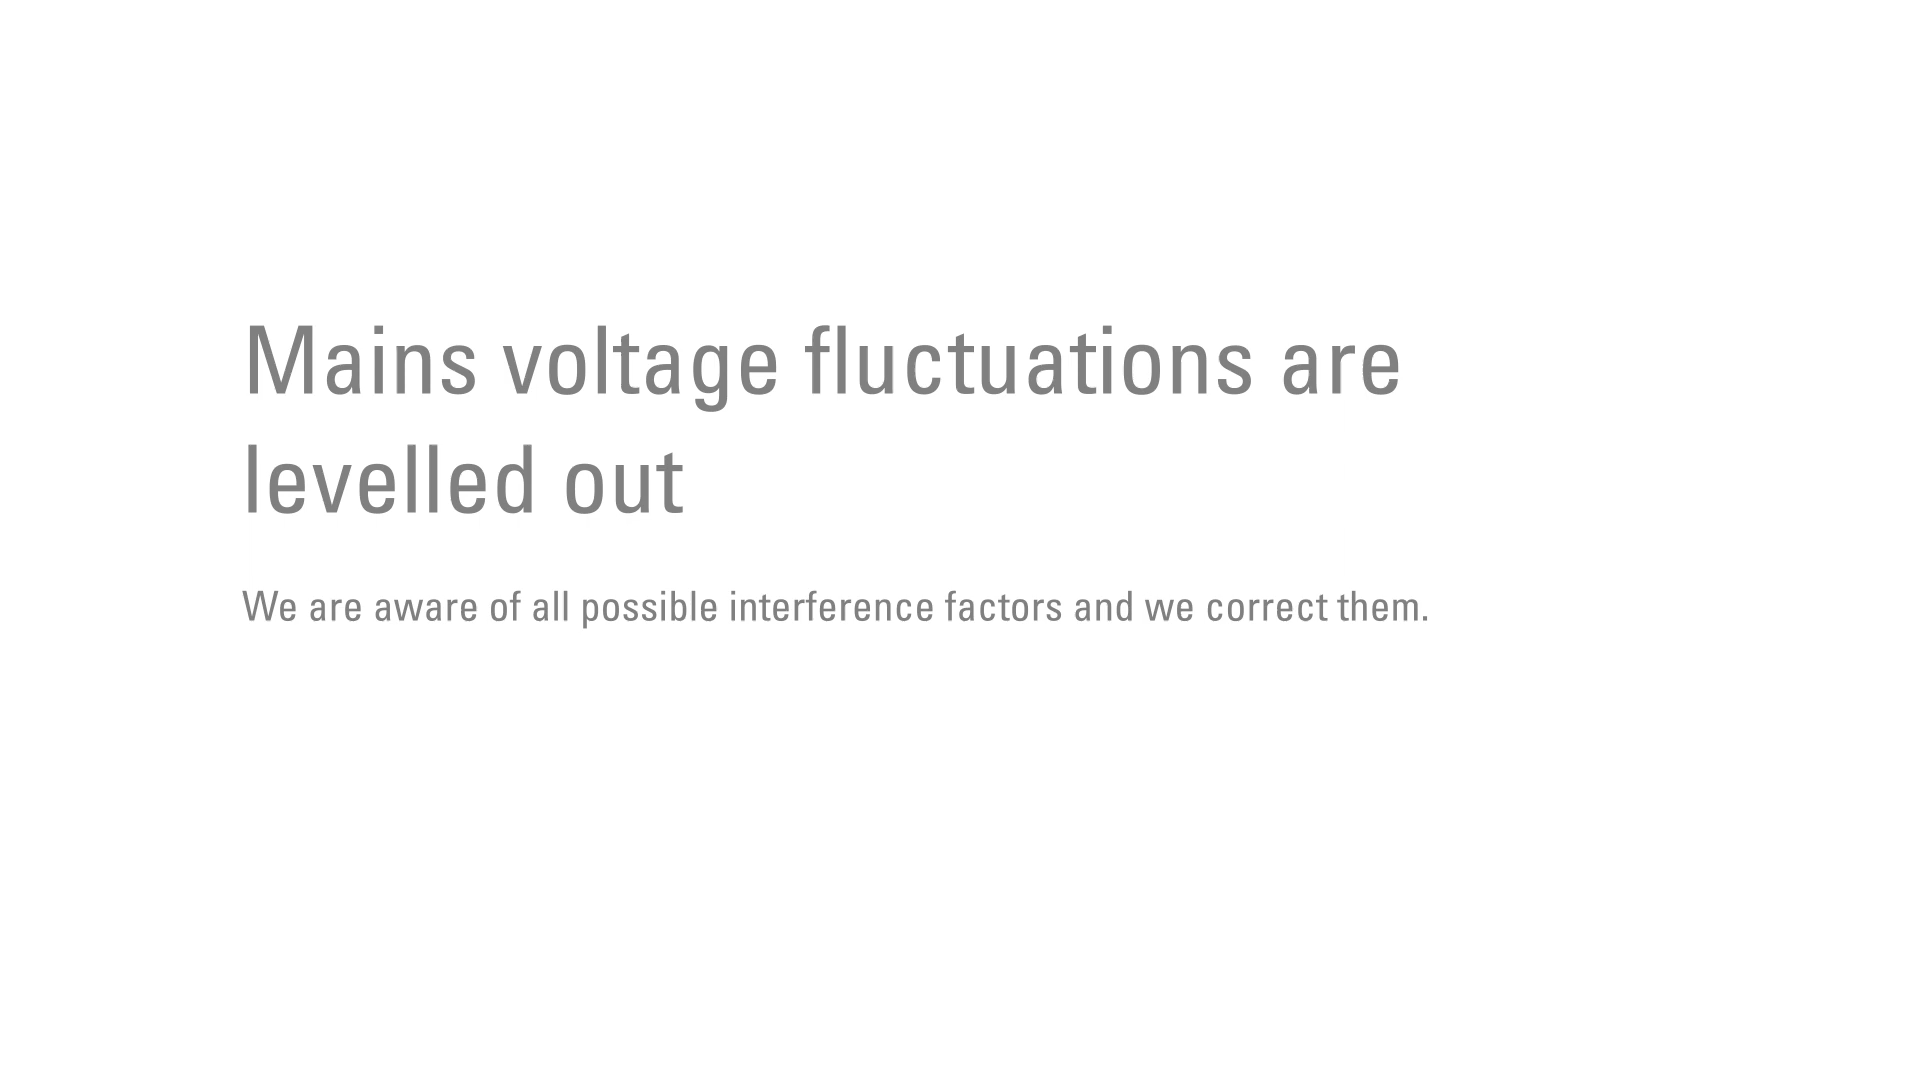 Mains voltage fluctuations are
levelled out
We are aware of all possible interference factors and we correct them.